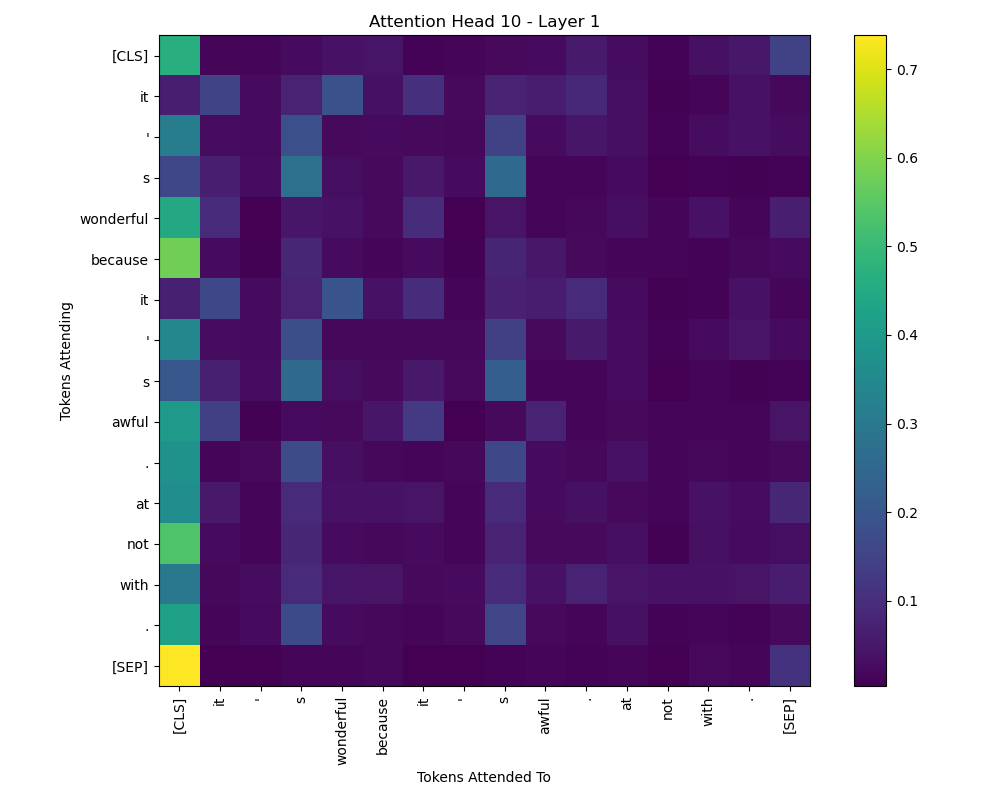 Attention Head 10 - Layer 1
[CLS]
it
'
s
wonderful
because
it
'
s
awful
.
at
not
with
.
[SEP]
Tokens Attending
[CLS]
it
'
s
wonderful
because
it
'
s
awful
.
at
not
with
.
[SEP]
Tokens Attended To
0.7
0.6
0.5
0.4
0.3
0.2
0.1